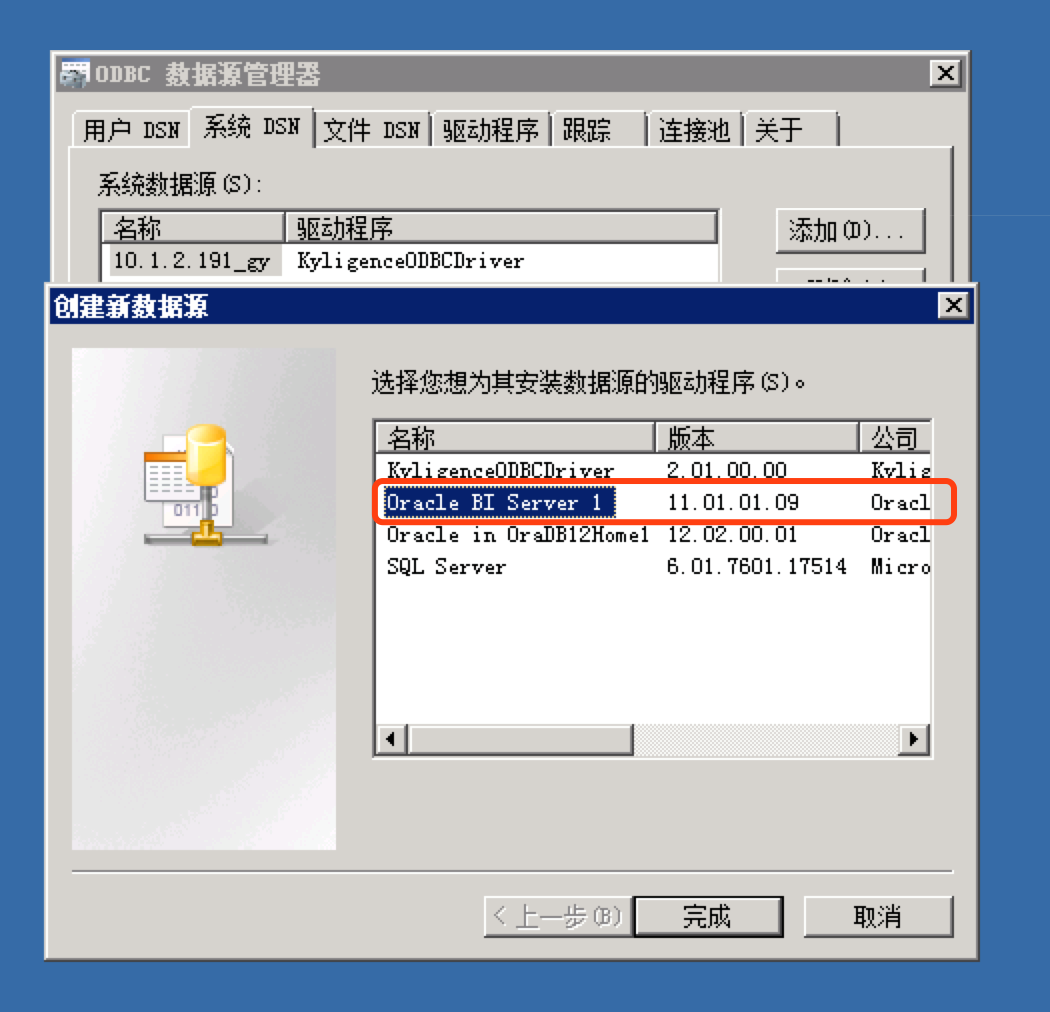 ODBC 数据源管理器
用户 DSN 系统 DSN 文件 DSN 驱动程序 跟踪 连接池 关于
系统数据源(S):
名称 驱动程序 添加(D)...
10.1.2.191_gy KyligenceODBCDriver
创建新数据源
选择您想为其安装数据源的驱动程序(S)。
名称 版本 公司
KyligenceODBCDriver 2.01.00.00 Kylig
Oracle BI Server 1 11.01.01.09 Oracl
Oracle in OraDB12Home1 12.02.00.01 Oracl
SQL Server 6.01.7601.17514 Micro
011
<上一步(B) 完成 取消